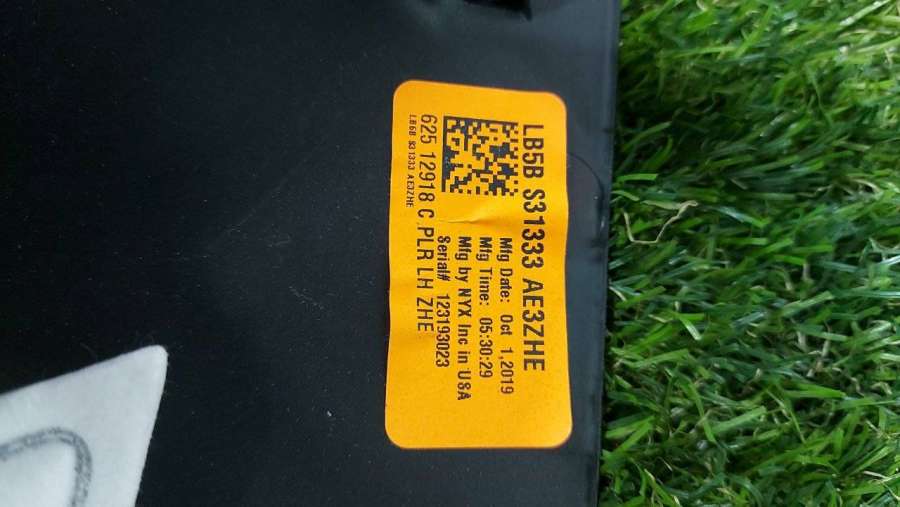 LB5B S31333 AE3ZHE
Mfg Date: Oct 1,2019
Mfg Time: 05:30:29
Mfg by NYX Inc in USA
Serial# 123193023
625 12918 C.PLR LH ZHE
LB5B S31333 AE3ZHE